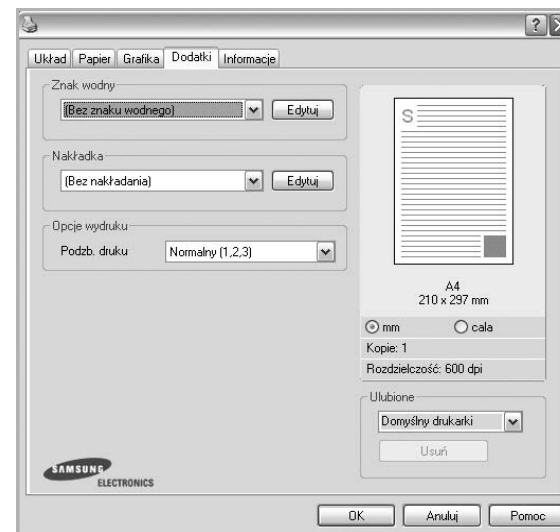 ?
Układ Papier Grafika Dodatki Informacje
Znak wodny
(Bez znaku wodnego)
Edytuj
Nakładka
(Bez nakładania)
Edytuj
Opcje wydruku
Podzb. druku
Normalny (1,2,3)
S
A4
210 x 297 mm
mm
cala
Kopie: 1
Rozdzielczość: 600 dpi
Ulubione
Domyślny drukarki
Usuń
SAMSUNG
ELECTRONICS
OK Anuluj Pomoc